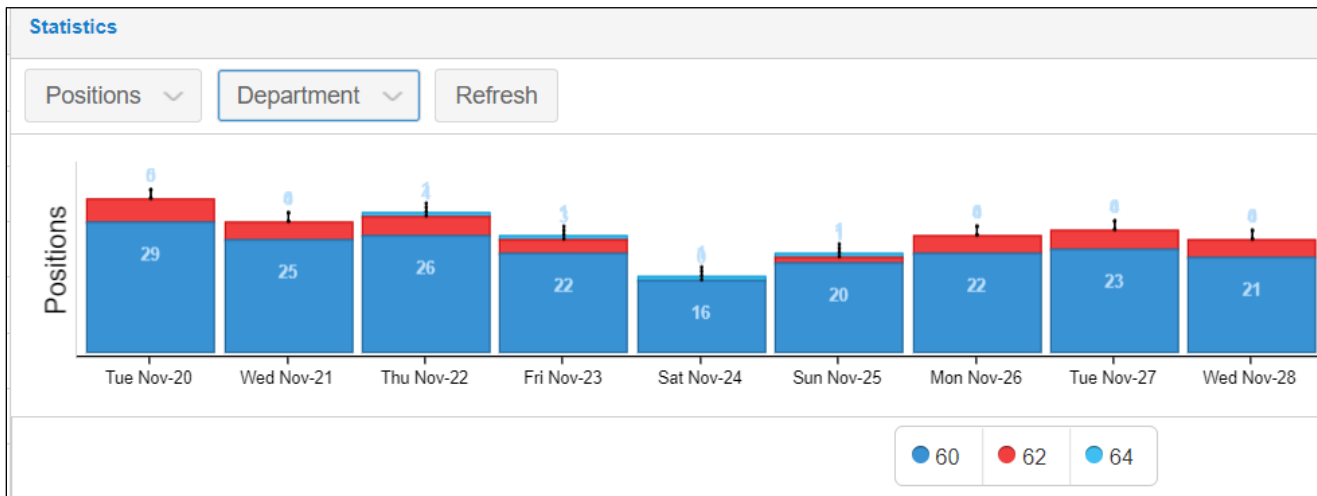 Statistics
Positions Department Refresh
Positions
29 25 26 22 16 20 22 23 21
Tue Nov-20 Wed Nov-21 Thu Nov-22 Fri Nov-23 Sat Nov-24 Sun Nov-25 Mon Nov-26 Tue Nov-27 Wed Nov-28
60 62 64